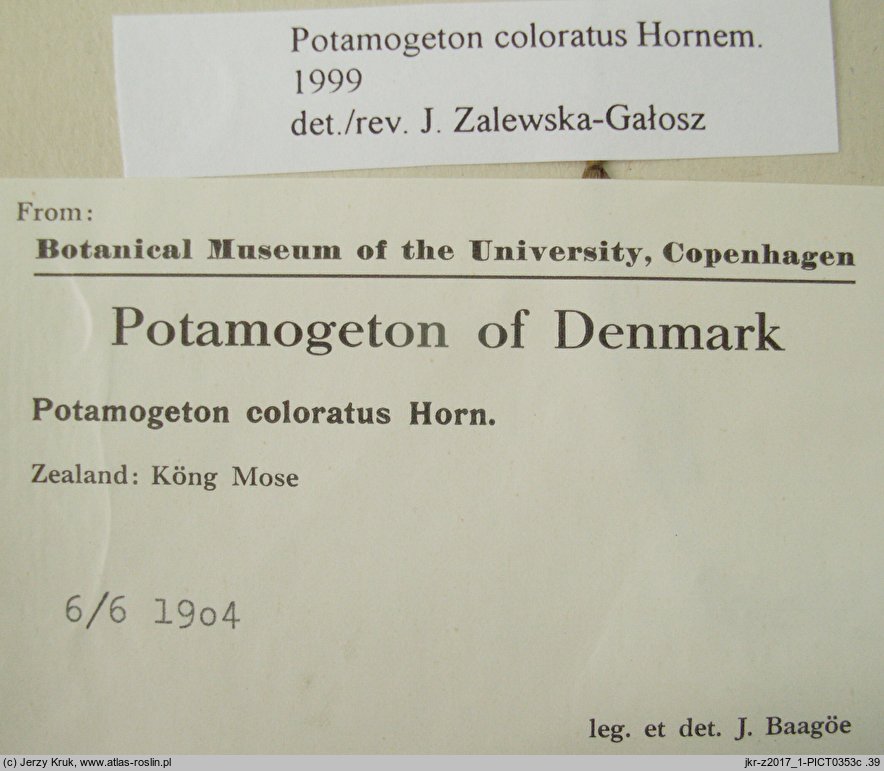 Potamogeton coloratus Hornem.
1999
det./rev. J. Zalewska-Gałosz
From:
Botanical Museum of the University, Copenhagen
Potamogeton of Denmark
Potamogeton coloratus Horn.
Zealand: Köng Mose
6/6 1904
leg. et det. J. Baagöe
(c) Jerzy Kruk, www.atlas-roslin.pl
jkr-z2017_1-PICT0353c .39